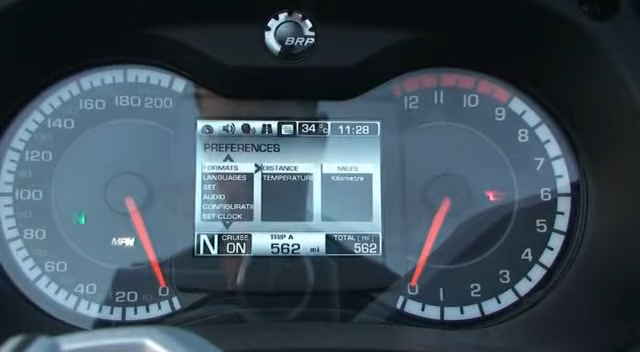 BRP
160 180 200
140
120
100
80
60
40
20
0
MPH
N
34 °C 11:28
PREFERENCES
FORMATS DISTANCE MILES
LANGUAGES TEMPERATUR Kilometre
SET
AUDIO
CONFIGURATI
SET CLOCK
N CRUISE ON TRIP A 562 mi TOTAL (mi) 562
12 11 10 9
8
7
6
5
4
3
2
1
0